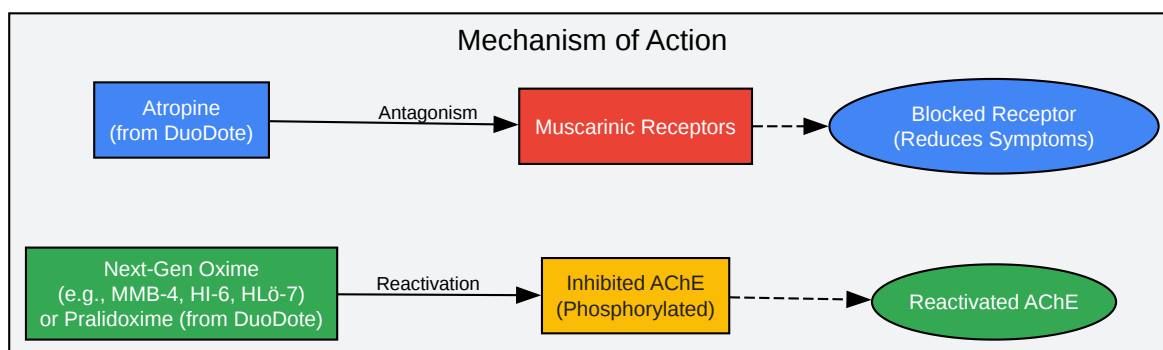 Mechanism of Action
Atropine
(from DuoDote)
Antagonism
Muscarinic Receptors
Blocked Receptor
(Reduces Symptoms)
Next-Gen Oxime
(e.g., MMB-4, HI-6, HLö-7)
or Pralidoxime (from DuoDote)
Reactivation
Inhibited AChE
(Phosphorylated)
Reactivated AChE